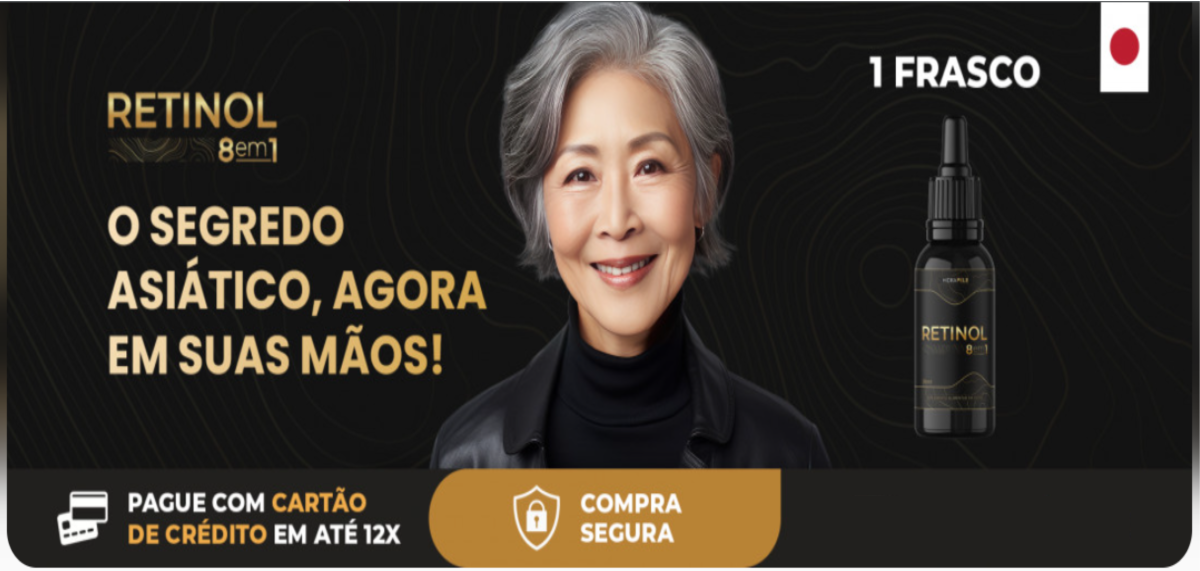 RETINOL
8em1
O SEGREDO
ASIÁTICO, AGORA
EM SUAS MÃOS!
1 FRASCO
RETINOL
8em1
PAGUE COM CARTÃO
DE CRÉDITO EM ATÉ 12X
COMPRA
SEGURA